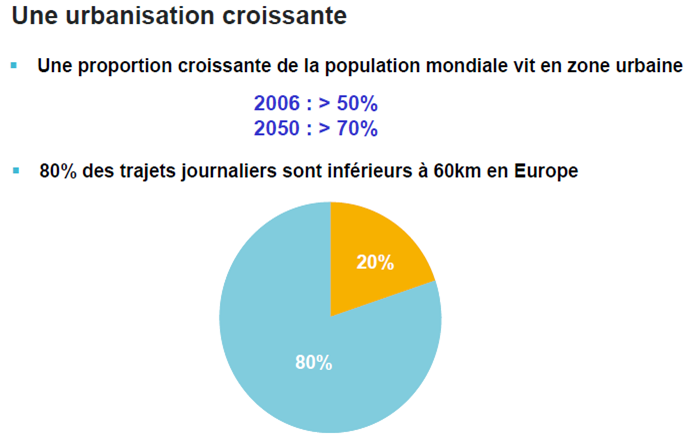 Une urbanisation croissante
▪ Une proportion croissante de la population mondiale vit en zone urbaine
2006 : > 50%
2050 : > 70%
▪ 80% des trajets journaliers sont inférieurs à 60km en Europe
20%
80%